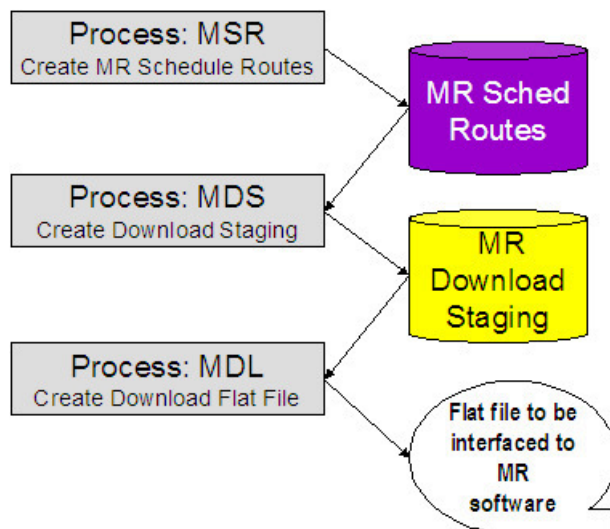 Process: MSR
Create MR Schedule Routes
MR Sched
Routes
Process: MDS
Create Download Staging
MR
Download
Staging
Process: MDL
Create Download Flat File
Flat file to be
interfaced to
MR
software